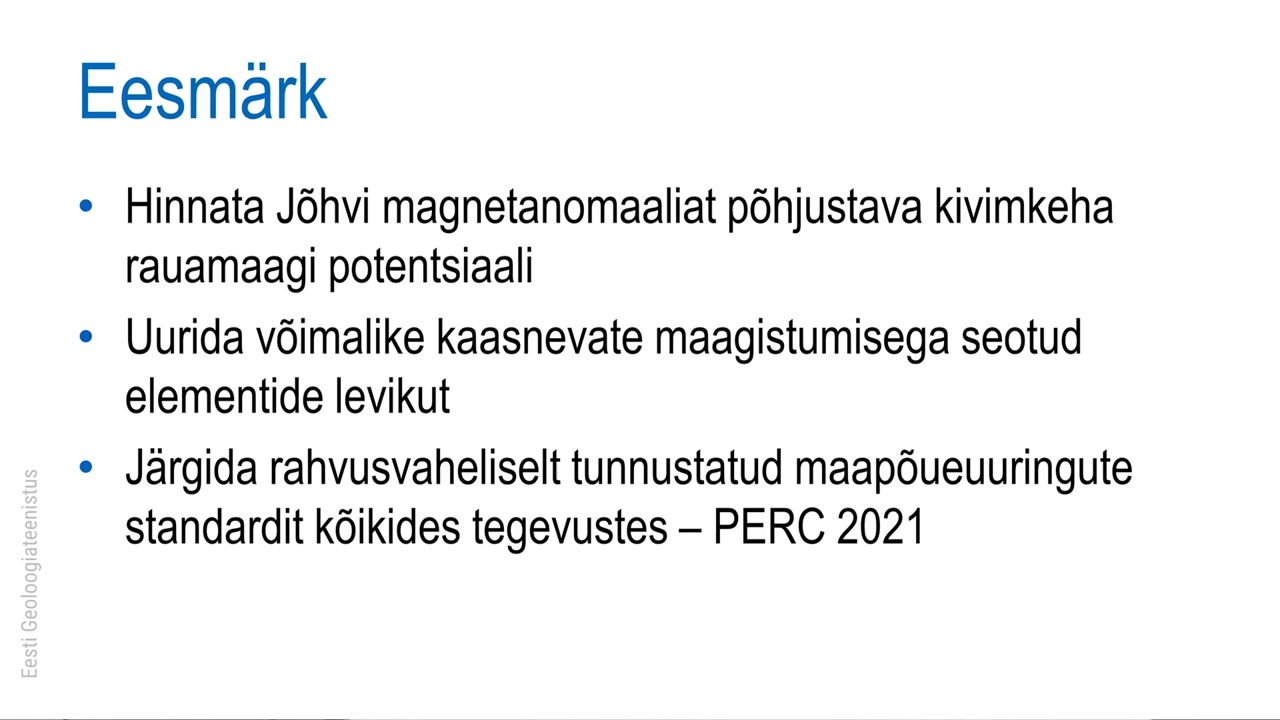 Eesmärk
• Hinnata Jõhvi magnetanomaaliat põhjustava kivimkeha
rauamaagi potentsiaali
• Uurida võimalike kaasnevate maagistumisega seotud
elementide levikut
• Järgida rahvusvaheliselt tunnustatud maapõueuuringute
standardit kõikides tegevustes – PERC 2021
Eesti Geoloogiateenistus